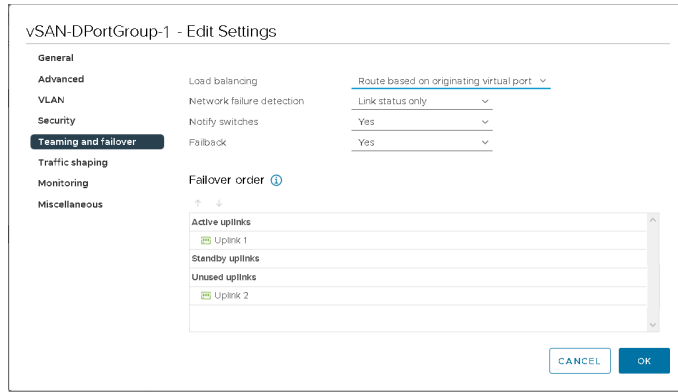 vSAN-DPortGroup-1 - Edit Settings
General
Advanced
VLAN
Security
Teaming and failover
Traffic shaping
Monitoring
Miscellaneous
Load balancing Route based on originating virtual port
Network failure detection Link status only
Notify switches Yes
Failback Yes
Failover order
Active uplinks
Uplink 1
Standby uplinks
Unused uplinks
Uplink 2
CANCEL OK